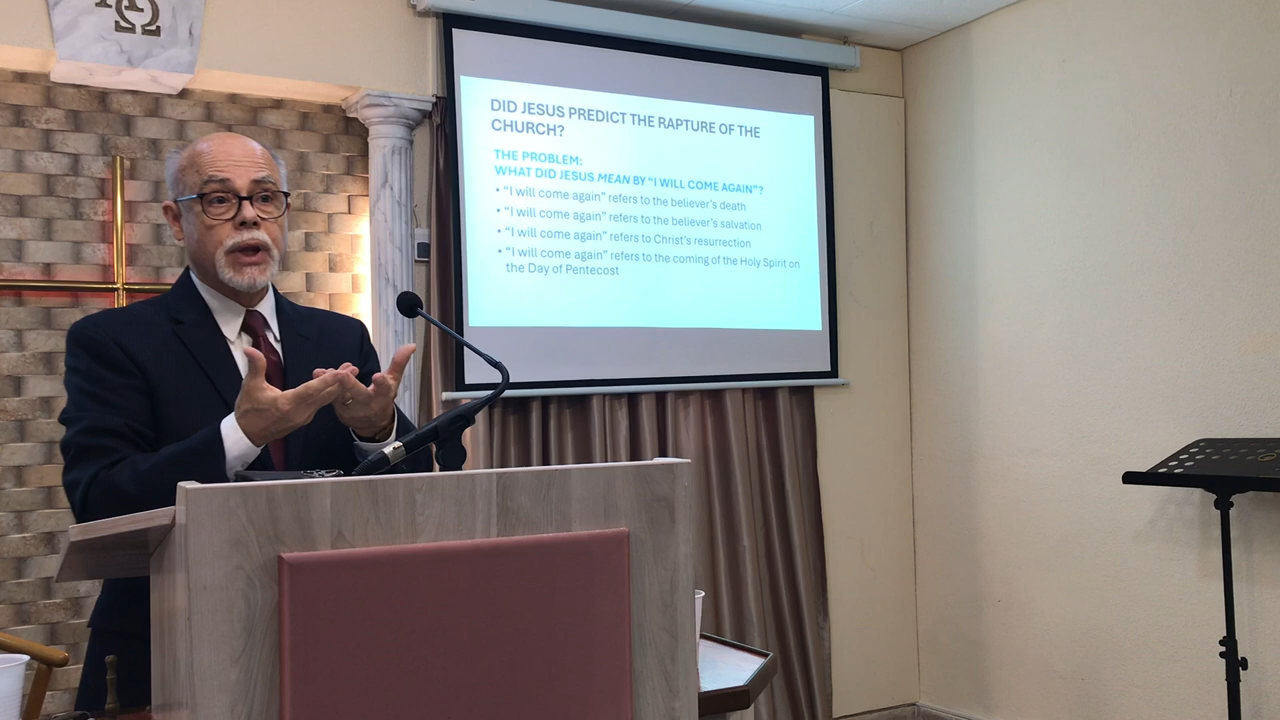 ΑΩ
DID JESUS PREDICT THE RAPTURE OF THE
CHURCH?
THE PROBLEM:
WHAT DID JESUS MEAN BY “I WILL COME AGAIN”?
• “I will come again” refers to the believer’s death
• “I will come again” refers to the believer’s salvation
• “I will come again” refers to Christ’s resurrection
• “I will come again” refers to the coming of the Holy Spirit on
the Day of Pentecost